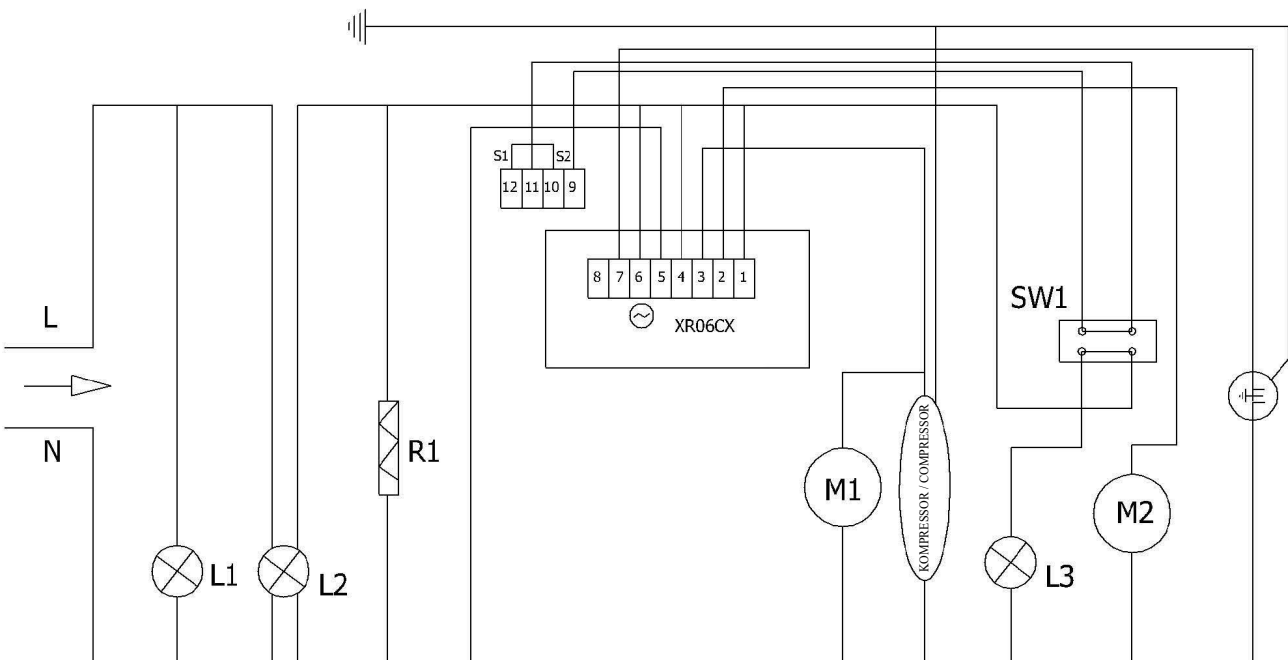 S1 S2
12 11 10 9
8 7 6 5 4 3 2 1
XR06CX
SW1
L
N
R1
M1
KOMPRESSOR / COMPRESSOR
M2
L1
L2
L3